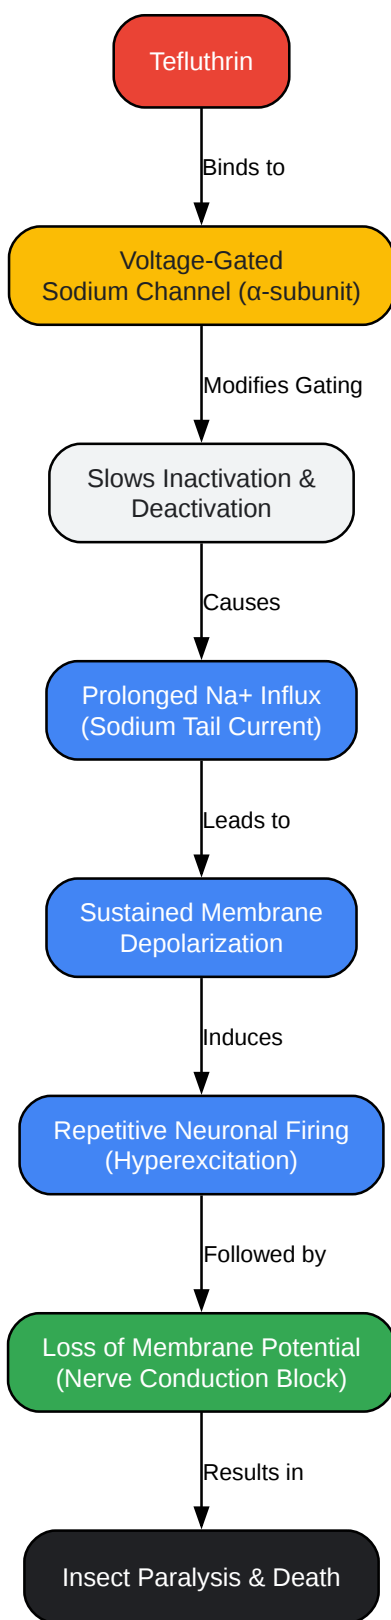 Tefluthrin
Binds to
Voltage-Gated
Sodium Channel (α-subunit)
Modifies Gating
Slows Inactivation &
Deactivation
Causes
Prolonged Na+ Influx
(Sodium Tail Current)
Leads to
Sustained Membrane
Depolarization
Induces
Repetitive Neuronal Firing
(Hyperexcitation)
Followed by
Loss of Membrane Potential
(Nerve Conduction Block)
Results in
Insect Paralysis & Death